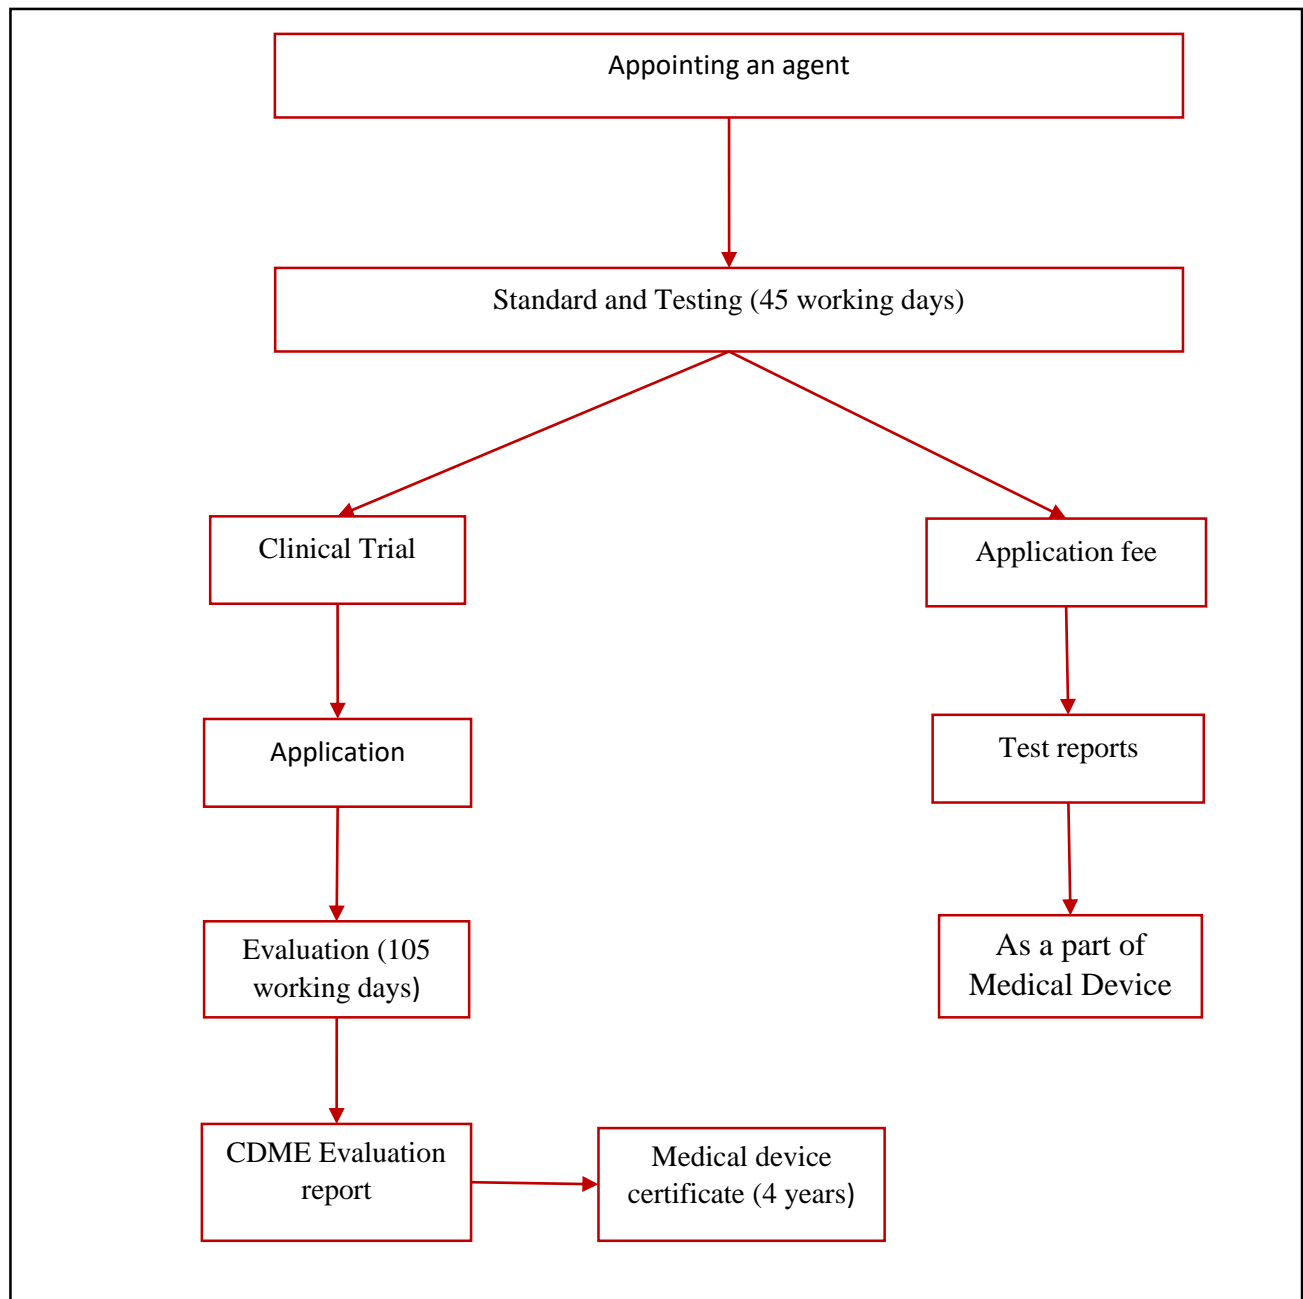 Appointing an agent
Standard and Testing (45 working days)
Clinical Trial
Application fee
Application
Test reports
Evaluation (105
working days)
As a part of
Medical Device
CDME Evaluation
report
Medical device
certificate (4 years)